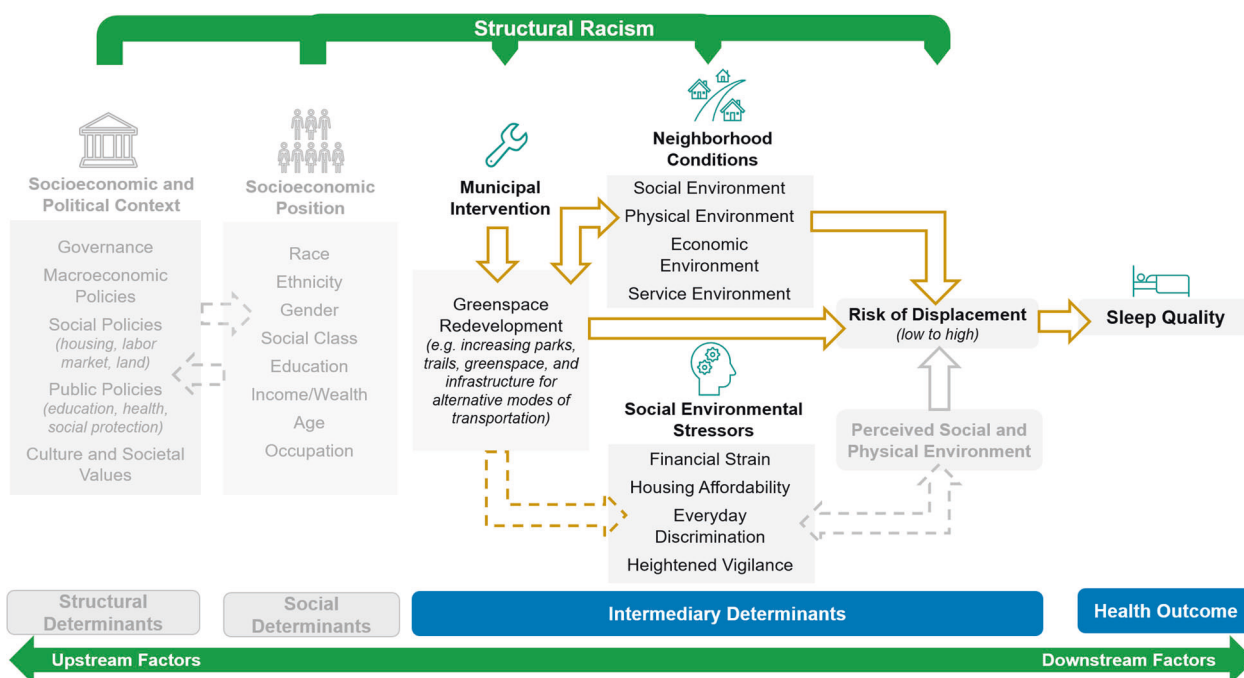 Structural Racism
Socioeconomic and
Political Context
Governance
Macroeconomic
Policies
Social Policies
(housing, labor
market, land)
Public Policies
(education, health,
social protection)
Culture and Societal
Values
Socioeconomic
Position
Race
Ethnicity
Gender
Social Class
Education
Income/Wealth
Age
Occupation
Municipal
Intervention
Greenspace
Redevelopment
(e.g. increasing parks,
trails, greenspace, and
infrastructure for
alternative modes of
transportation)
Neighborhood
Conditions
Social Environment
Physical Environment
Economic
Environment
Service Environment
Social Environmental
Stressors
Financial Strain
Housing Affordability
Everyday
Discrimination
Heightened Vigilance
Risk of Displacement
(low to high)
Perceived Social and
Physical Environment
Sleep Quality
Structural
Determinants
Social
Determinants
Intermediary Determinants
Health Outcome
Upstream Factors
Downstream Factors